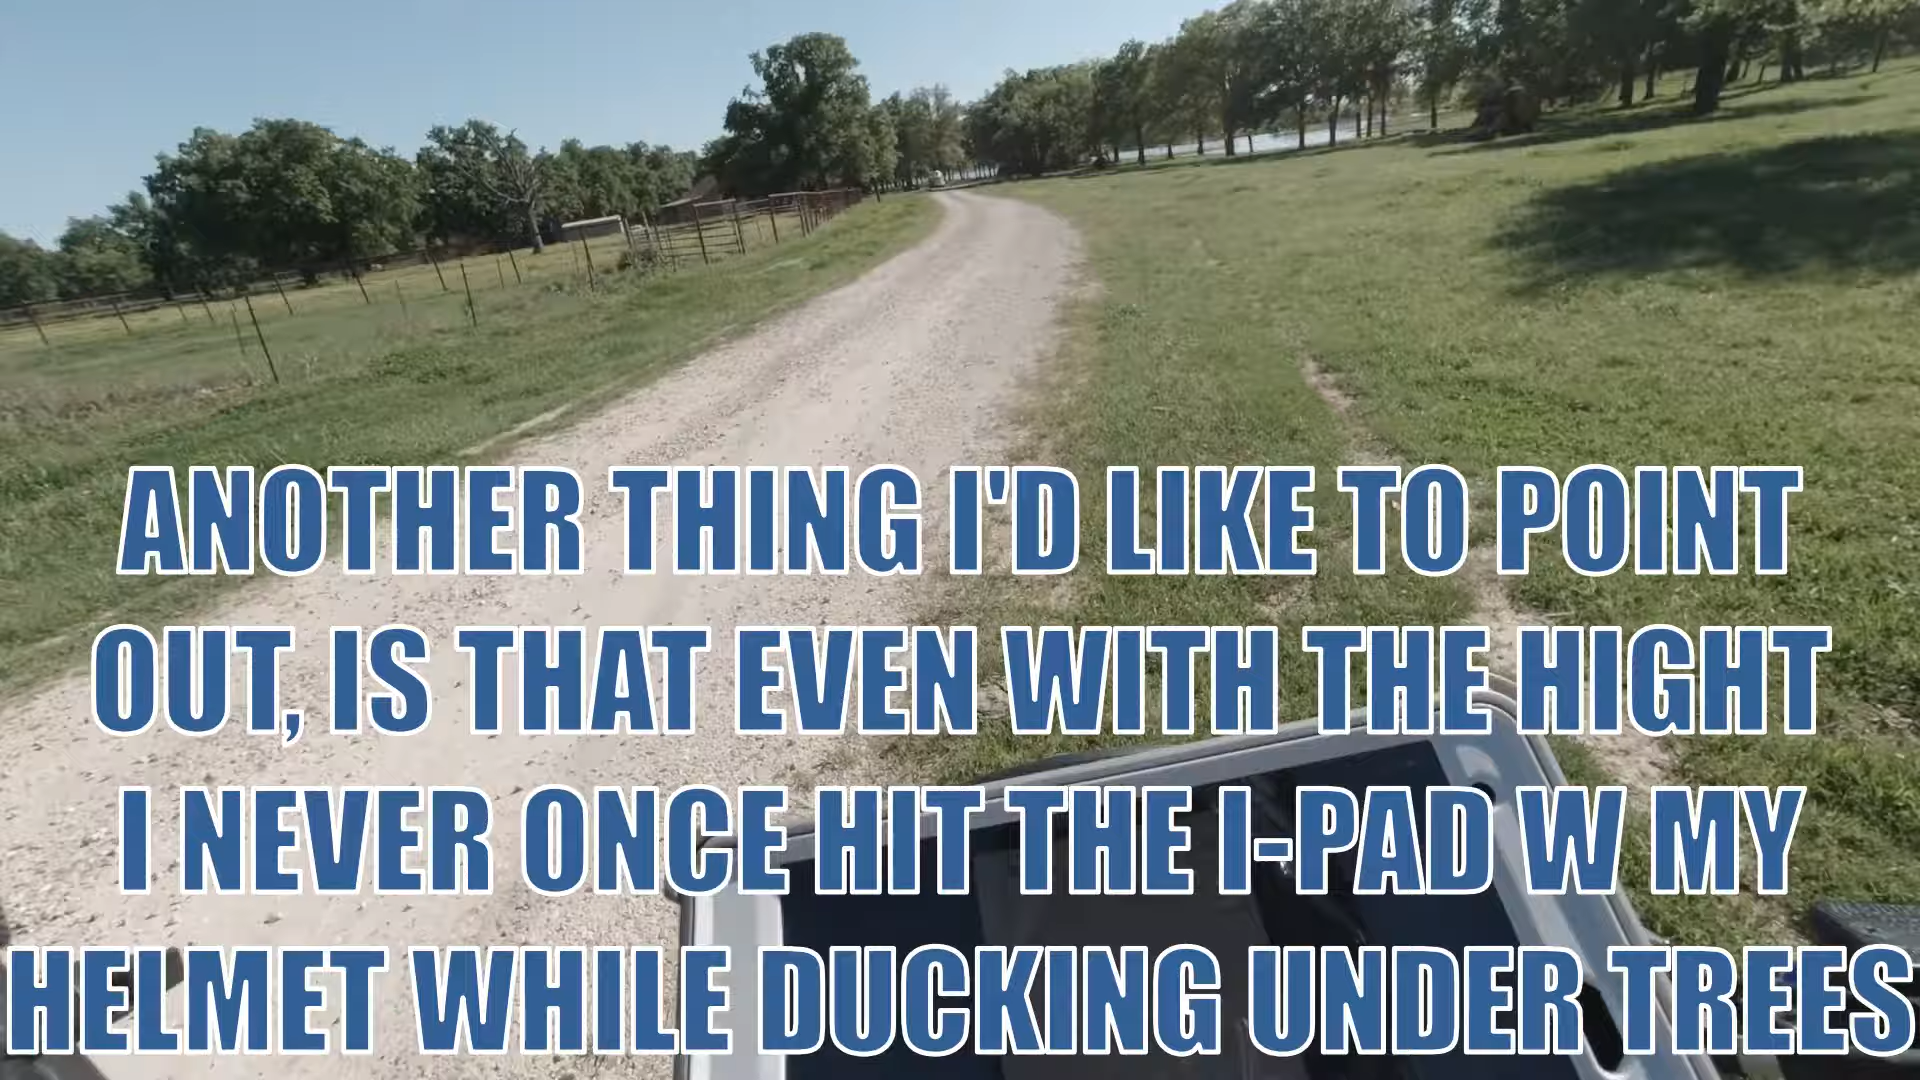 ANOTHER THING I'D LIKE TO POINT
OUT, IS THAT EVEN WITH THE HIGHT
I NEVER ONCE HIT THE I-PAD W MY
HELMET WHILE DUCKING UNDER TREES